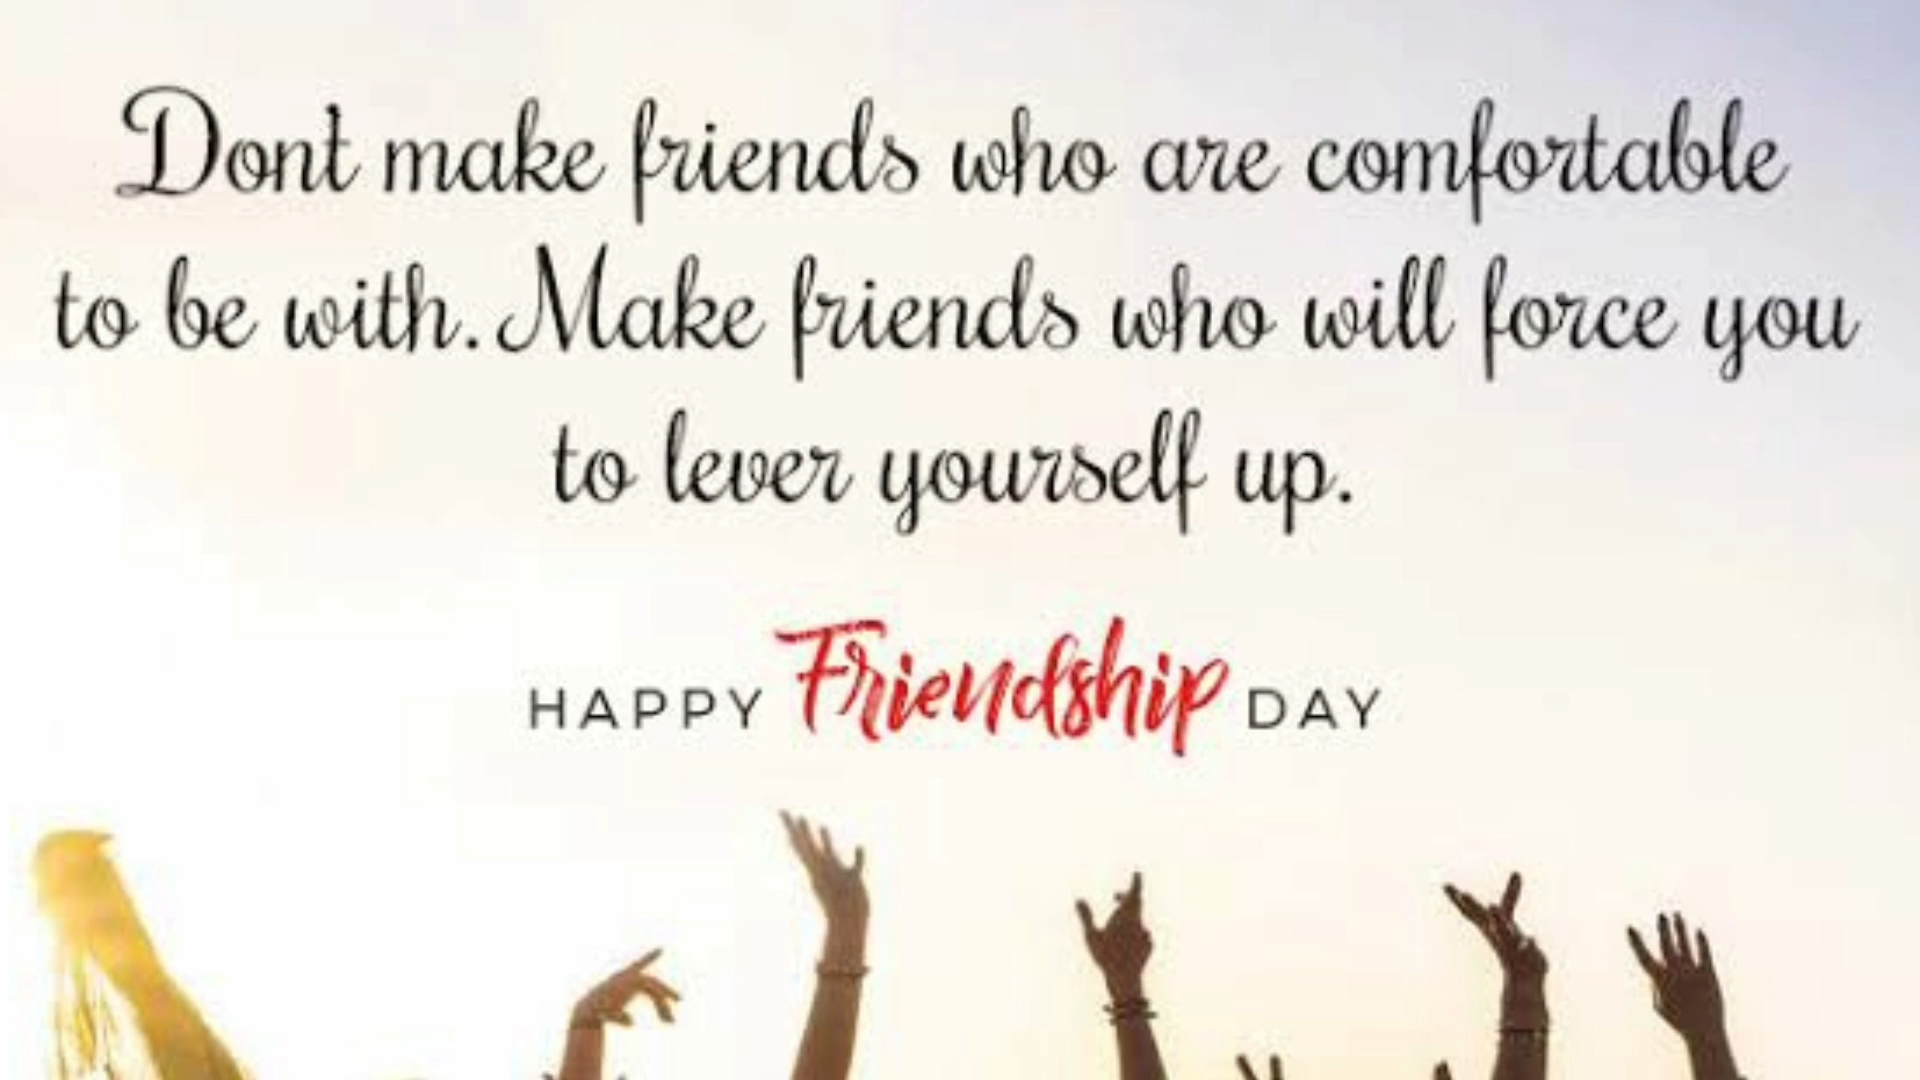 Dont make friends who are comfortable
to be with. Make friends who will force you
to lever yourself up.
HAPPY Friendship DAY